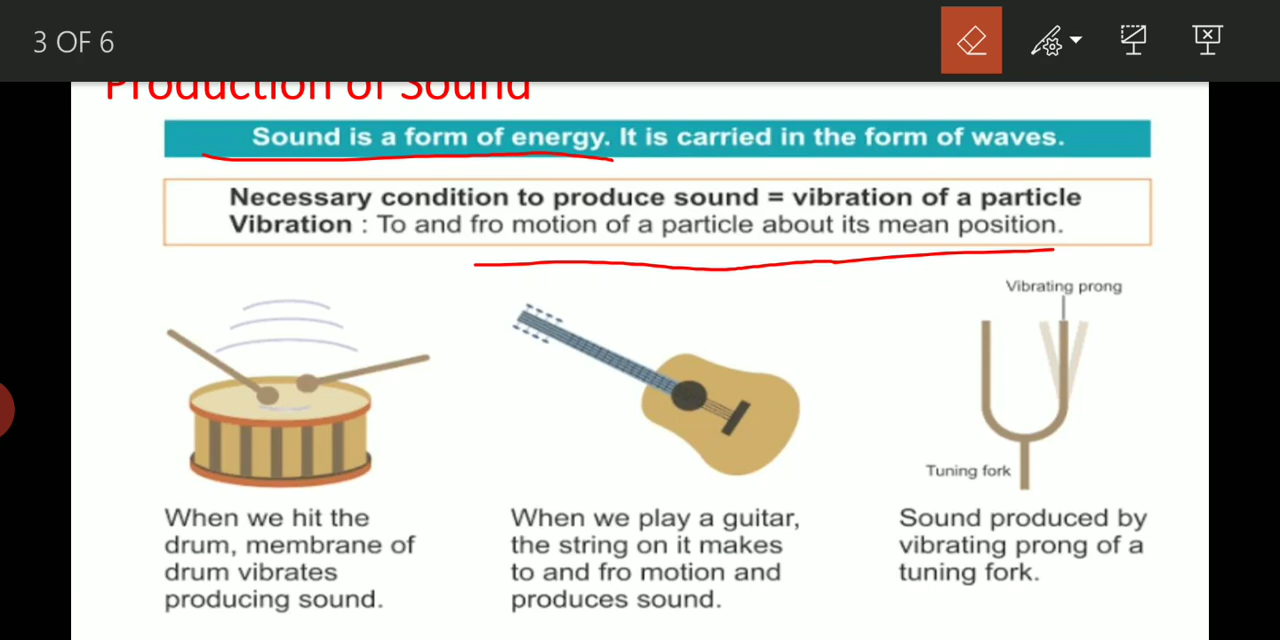 3 OF 6
Production of Sound
Sound is a form of energy. It is carried in the form of waves.
Necessary condition to produce sound = vibration of a particle
Vibration : To and fro motion of a particle about its mean position.
Vibrating prong
Tuning fork
When we hit the
drum, membrane of
drum vibrates
producing sound.
When we play a guitar,
the string on it makes
to and fro motion and
produces sound.
Sound produced by
vibrating prong of a
tuning fork.